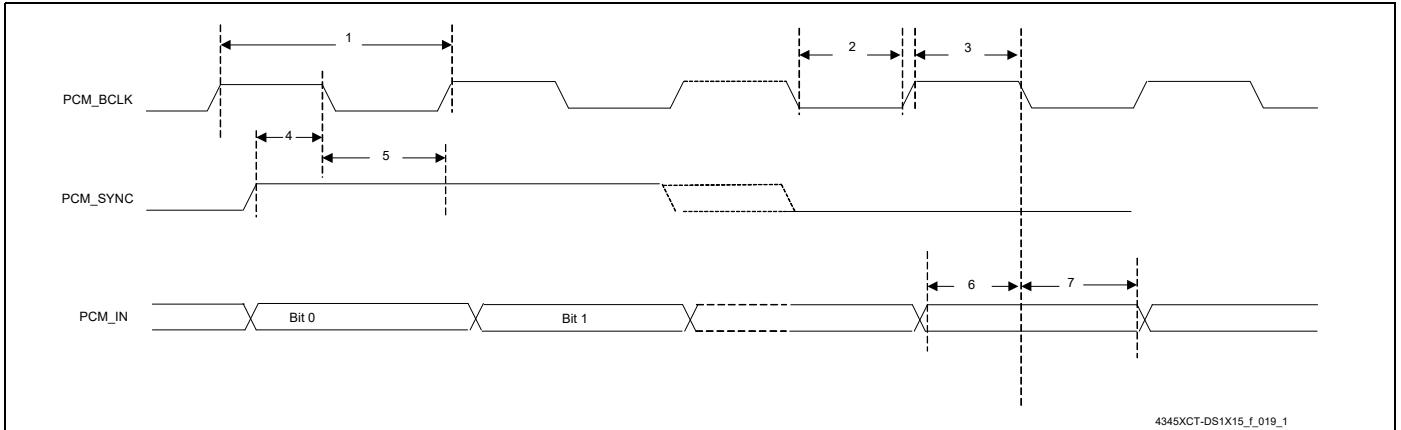 1
2
3
PCM_BCLK
4
5
PCM_SYNC
6
7
PCM_IN
Bit 0
Bit 1
4345XCT-DS1X15_f_019_1